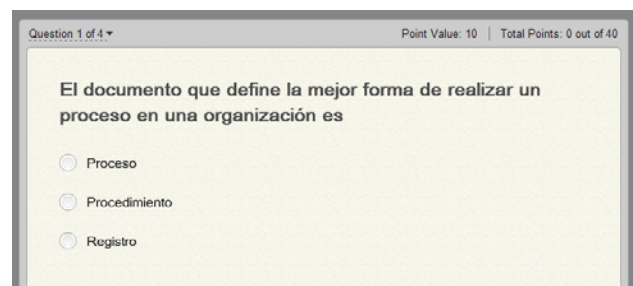 Question 1 of 4
Point Value: 10 | Total Points: 0 out of 40
El documento que define la mejor forma de realizar un
proceso en una organización es
Proceso
Procedimiento
Registro